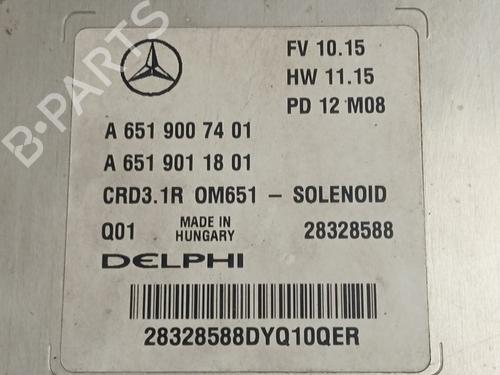 FV 10.15
HW 11.15
PD 12 M08
A 651 900 74 01
A 651 901 18 01
CRD3.1R OM651 – SOLENOID
Q01 MADE IN HUNGARY 28328588
DELPHI
28328588DYQ10QER
B-PARTS